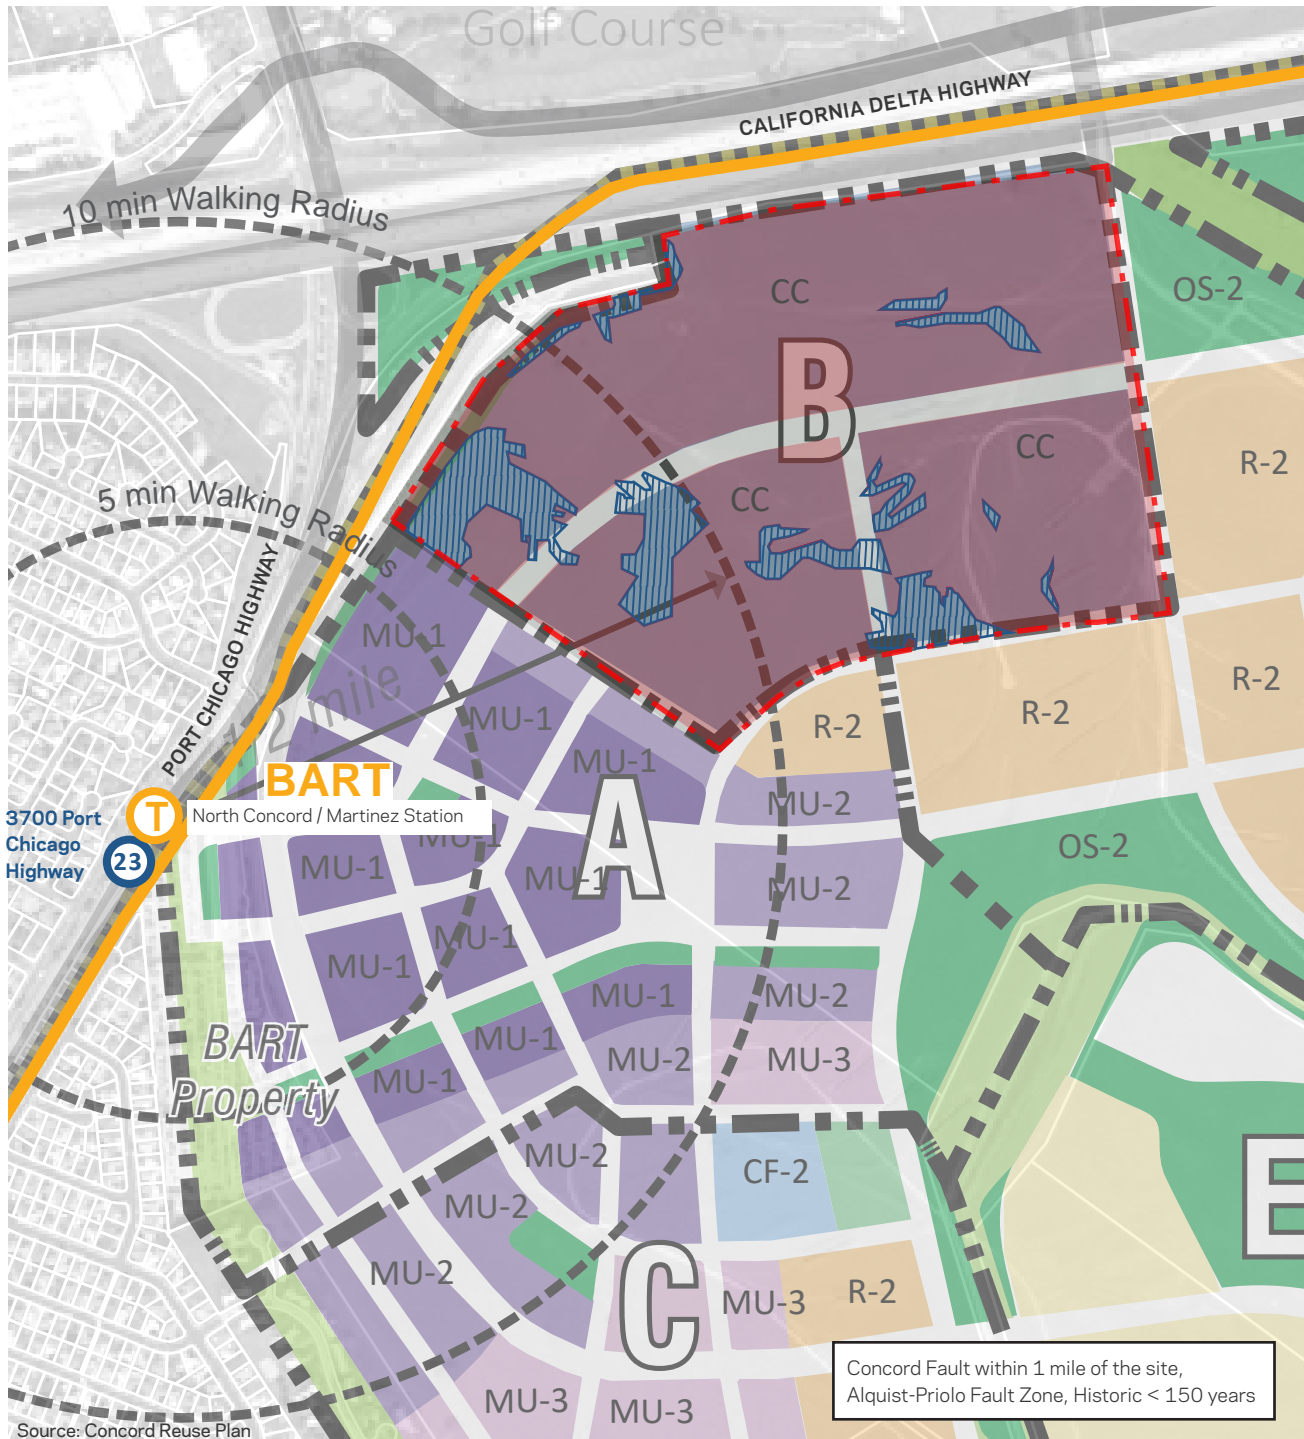 Golf Course
CALIFORNIA DELTA HIGHWAY
10 min Walking Radius
OS-2
CC
B
CC
R-2
5 min Walking Radius
CC
PORT CHICAGO HIGHWAY
MU-1
1/2 mile
R-2
MU-1
R-2
R-2
MU-1
BART
MU-2
3700 Port
Chicago
Highway
T
North Concord / Martinez Station
23
MU-1
A
OS-2
MU-1
MU-1
MU-2
MU-1
MU-1
MU-1
MU-2
BART
Property
MU-1
MU-2
MU-3
MU-1
E
MU-2
CF-2
MU-2
MU-2
C
MU-3
R-2
Concord Fault within 1 mile of the site,
Alquist-Priolo Fault Zone, Historic < 150 years
MU-3
MU-3
Source: Concord Reuse Plan